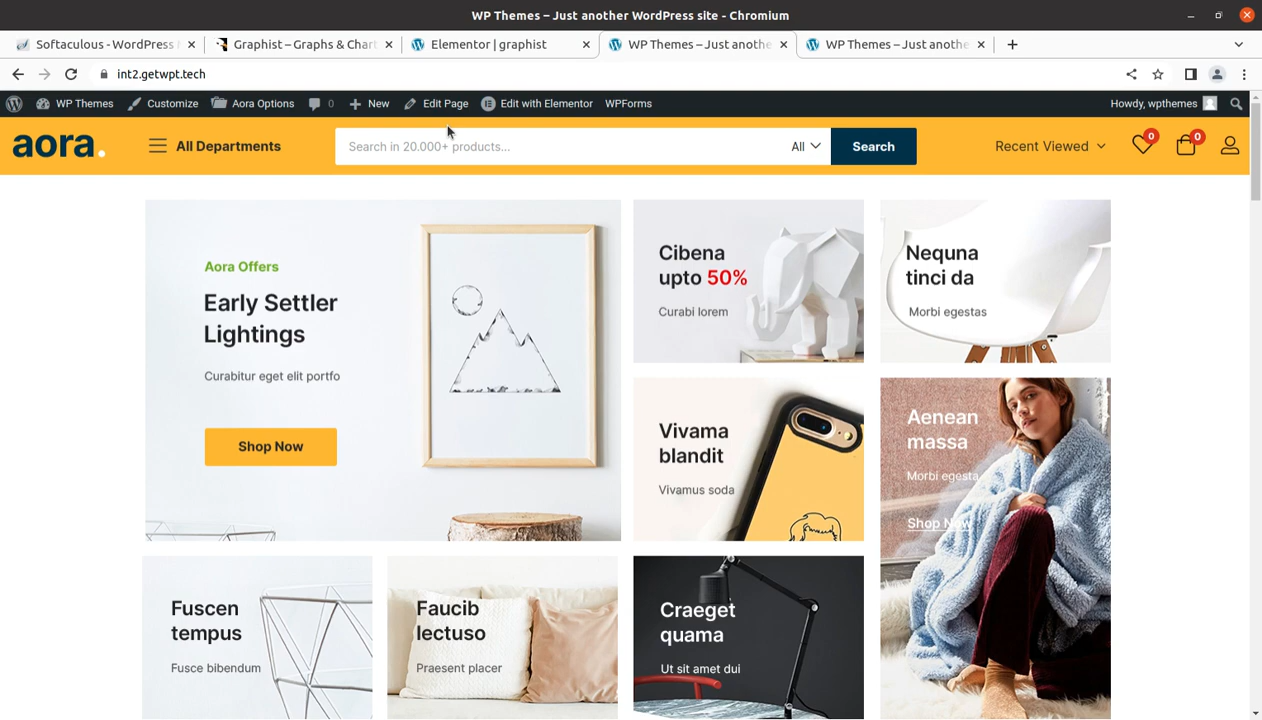 WP Themes – Just another WordPress site - Chromium
Softaculous - WordPress
Graphist – Graphs & Chart
Elementor | graphist
WP Themes – Just anothe
WP Themes – Just anothe
int2.getwpt.tech
WP Themes
Customize
Aora Options
0
New
Edit Page
Edit with Elementor
WPForms
Howdy, wpthemes
aora.
All Departments
Search in 20.000+ products...
All
Search
Recent Viewed
0
0
Aora Offers
Early Settler
Lightings
Curabitur eget elit portfo
Shop Now
Cibena
upto 50%
Curabi lorem
Nequna
tinci da
Morbi egestas
Vivama
blandit
Vivamus soda
Aenean
massa
Morbi egesta
Shop Now
Fuscen
tempus
Fusce bibendum
Faucib
lectuso
Praesent placer
Craeget
quama
Ut sit amet dui